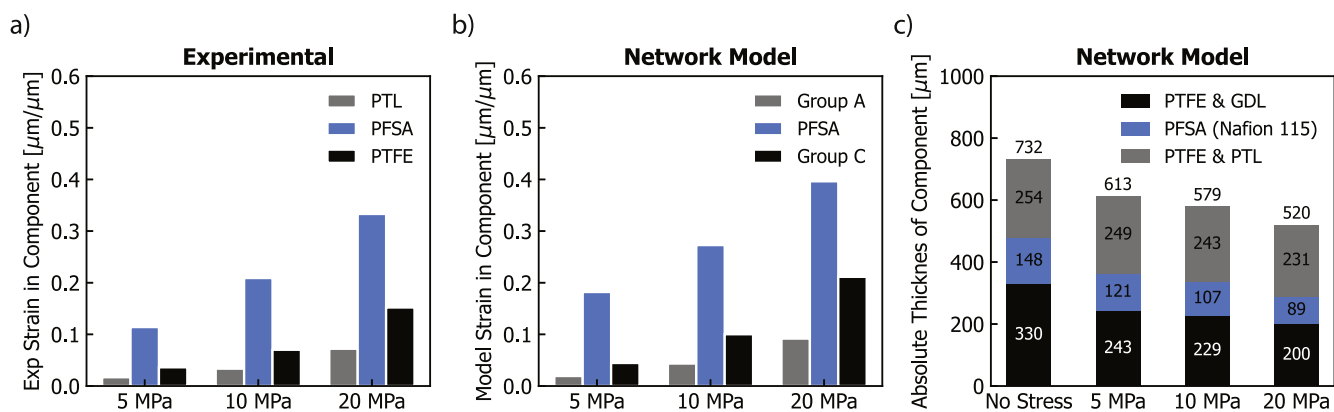 a)
Experimental
Exp Strain in Component [μm/μm]
0.6
0.5
0.4
0.3
0.2
0.1
0.0
PTL
PFSA
PTFE
5 MPa
10 MPa
20 MPa
b)
Network Model
Model Strain in Component [μm/μm]
0.6
0.5
0.4
0.3
0.2
0.1
0.0
Group A
PFSA
Group C
5 MPa
10 MPa
20 MPa
c)
Network Model
Absolute Thicknes of Component [μm]
1000
800
600
400
200
0
PTFE & GDL
PFSA (Nafion 115)
PTFE & PTL
732
254
148
330
613
249
121
243
579
243
107
229
520
231
89
200
No Stress
5 MPa
10 MPa
20 MPa